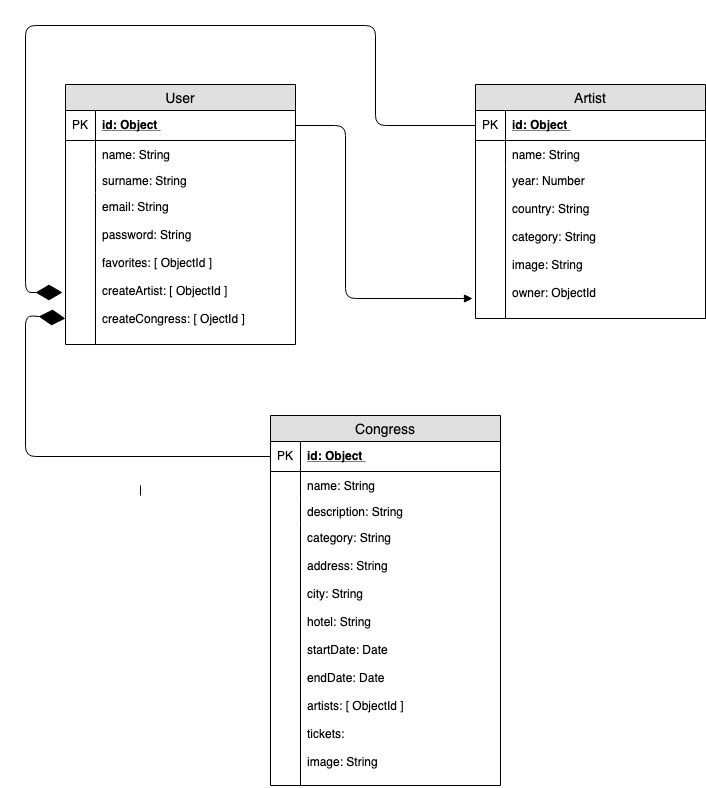 User
PK id: Object
name: String
surname: String
email: String
password: String
favorites: [ ObjectId ]
createArtist: [ ObjectId ]
createCongress: [ OjectId ]
Artist
PK id: Object
name: String
year: Number
country: String
category: String
image: String
owner: ObjectId
Congress
PK id: Object
name: String
description: String
category: String
address: String
city: String
hotel: String
startDate: Date
endDate: Date
artists: [ ObjectId ]
tickets:
image: String